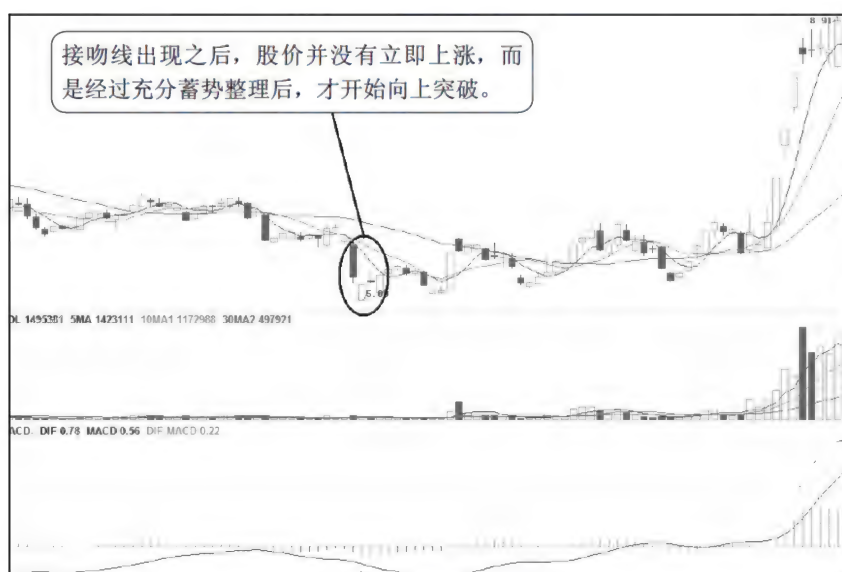 8.91
接吻线出现之后，股价并没有立即上涨，而
是经过充分蓄势整理后，才开始向上突破。
OL 1495381 5MA 1423111 10MA1 1172988 30MA2 497921
ACD. DIF 0.78 MACD 0.56 DIF MACD 0.22